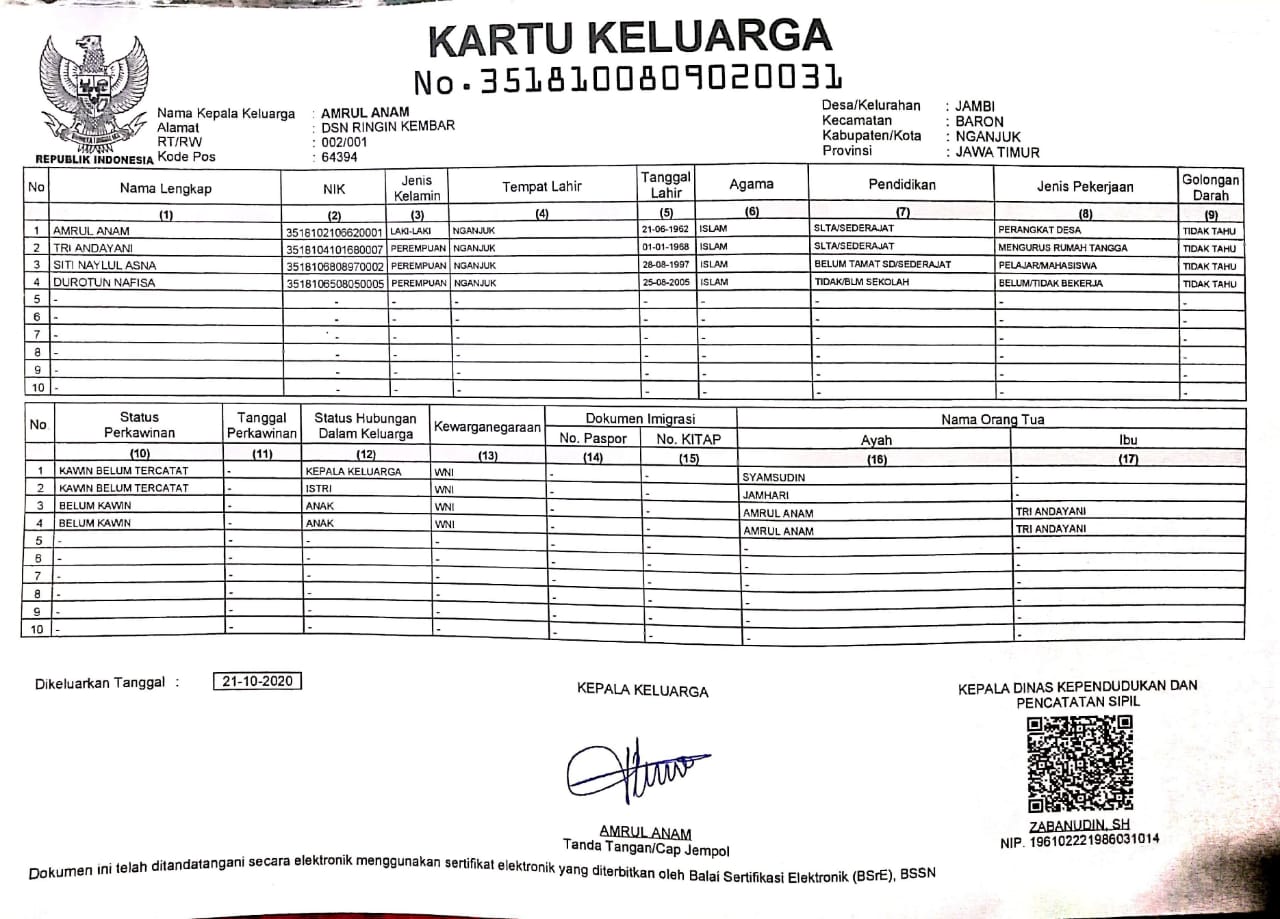 KARTU KELUARGA
No. 3518100809020031
REPUBLIK INDONESIA
Nama Kepala Keluarga : AMRUL ANAM
Alamat : DSN RINGIN KEMBAR
RT/RW : 002/001
Kode Pos : 64394
Desa/Kelurahan : JAMBI
Kecamatan : BARON
Kabupaten/Kota : NGANJUK
Provinsi : JAWA TIMUR
No Nama Lengkap NIK Jenis Kelamin Tempat Lahir Tanggal Lahir Agama Pendidikan Jenis Pekerjaan Golongan Darah
(1) (2) (3) (4) (5) (6) (7) (8) (9)
1 AMRUL ANAM 3518102106620001 LAKI-LAKI NGANJUK 21-06-1962 ISLAM SLTA/SEDERAJAT PERANGKAT DESA TIDAK TAHU
2 TRI ANDAYANI 3518104101680007 PEREMPUAN NGANJUK 01-01-1968 ISLAM SLTA/SEDERAJAT MENGURUS RUMAH TANGGA TIDAK TAHU
3 SITI NAYLUL ASNA 3518106808970002 PEREMPUAN NGANJUK 28-08-1997 ISLAM BELUM TAMAT SD/SEDERAJAT PELAJAR/MAHASISWA TIDAK TAHU
4 DUROTUN NAFISA 3518106508050005 PEREMPUAN NGANJUK 25-08-2005 ISLAM TIDAK/BLM SEKOLAH BELUM/TIDAK BEKERJA TIDAK TAHU
5 - - - - - - - - -
6 - - - - - - - - -
7 - - - - - - - - -
8 - - - - - - - - -
9 - - - - - - - - -
10 - - - - - - - - -
No. Status Perkawinan Tanggal Perkawinan Status Hubungan Dalam Keluarga Kewarganegaraan Dokumen Imigrasi Nama Orang Tua
No. Paspor No. KITAP Ayah Ibu
(10) (11) (12) (13) (14) (15) (16) (17)
1 KAWIN BELUM TERCATAT - KEPALA KELUARGA WNI - - SYAMSUDIN -
2 KAWIN BELUM TERCATAT - ISTRI WNI - - JAMHARI -
3 BELUM KAWIN - ANAK WNI - - AMRUL ANAM TRI ANDAYANI
4 BELUM KAWIN - ANAK WNI - - AMRUL ANAM TRI ANDAYANI
5 - - - - - - - -
6 - - - - - - - -
7 - - - - - - - -
8 - - - - - - - -
9 - - - - - - - -
10 - - - - - - - -
Dikeluarkan Tanggal : 21-10-2020
KEPALA KELUARGA
AMRUL ANAM
Tanda Tangan/Cap Jempol
KEPALA DINAS KEPENDUDUKAN DAN
PENCATATAN SIPIL
ZABANUDIN, SH
NIP. 196102221986031014
Dokumen ini telah ditandatangani secara elektronik menggunakan sertifikat elektronik yang diterbitkan oleh Balai Sertifikasi Elektronik (BSrE), BSSN